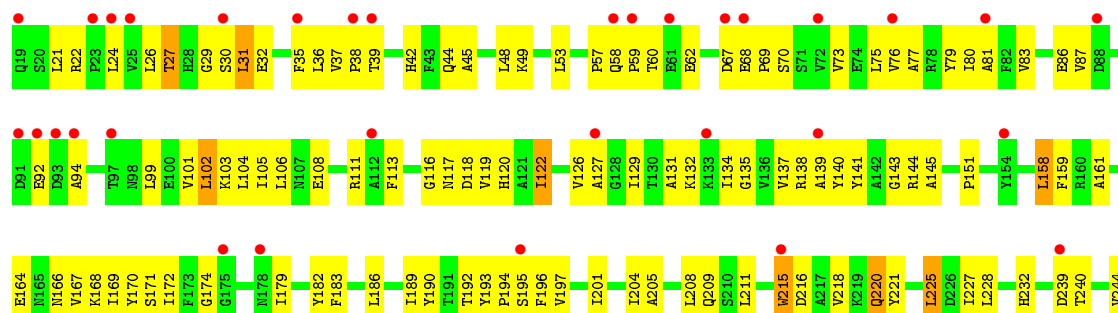 Q19 S20 L21 R22 P23 L24 V25 L26 T27 H28 G29 S30 L31 E32 F35 L36 V37 P38 T39 H42 F43 Q44 A45 L48 K49 L53 P57 Q58 P59 T60 E61 E62 D67 E68 P69 S70 S71 V72 V73 E74 L75 V76 A77 R78 Y79 I80 A81 F82 V83 E86 V87 D88
D91 E92 D93 A94 T97 N98 L99 E100 V101 L102 K103 L104 I105 L106 N107 E108 R111 A112 F113 G116 N117 D118 V119 H120 A121 I122 V126 A127 G128 I129 T130 A131 K132 K133 I134 G135 V136 V137 R138 A139 Y140 Y141 A142 G143 R144 A145 P151 Y154 L158 F159 R160 A161
E164 N165 N166 V167 K168 I169 Y170 S171 I172 F173 G174 G175 N178 I179 Y182 F183 L186 I189 Y190 T191 T192 Y193 P194 S195 F196 V197 I201 I204 A205 L208 Q209 S210 L211 W215 D216 A217 V218 K219 Q220 Y221 L225 D226 I227 L228 H232 D239 T240